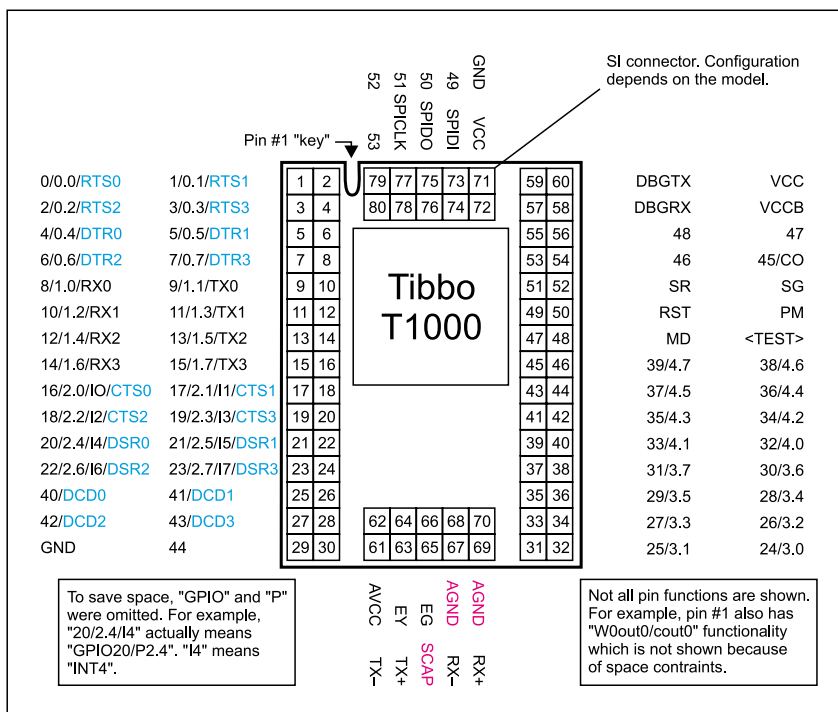 SI connector. Configuration
depends on the model.
52 51 50 49 GND
53 SPICLK SPIDO SPIDI VCC
Pin #1 "key"
0/0.0/RTS0 1/0.1/RTS1 1 2 79 77 75 73 71 59 60 DBGTX VCC
2/0.2/RTS2 3/0.3/RTS3 3 4 80 78 76 74 72 57 58 DBGRX VCCB
4/0.4/DTR0 5/0.5/DTR1 5 6 55 56 48 47
6/0.6/DTR2 7/0.7/DTR3 7 8 53 54 46 45/CO
8/1.0/RX0 9/1.1/TX0 9 10 Tibbo 51 52 SR SG
10/1.2/RX1 11/1.3/TX1 11 12 T1000 49 50 RST PM
12/1.4/RX2 13/1.5/TX2 13 14 47 48 MD <TEST>
14/1.6/RX3 15/1.7/TX3 15 16 45 46 39/4.7 38/4.6
16/2.0/IO/CTS0 17/2.1/I1/CTS1 17 18 43 44 37/4.5 36/4.4
18/2.2/I2/CTS2 19/2.3/I3/CTS3 19 20 41 42 35/4.3 34/4.2
20/2.4/I4/DSR0 21/2.5/I5/DSR1 21 22 39 40 33/4.1 32/4.0
22/2.6/I6/DSR2 23/2.7/I7/DSR3 23 24 37 38 31/3.7 30/3.6
40/DCD0 41/DCD1 25 26 35 36 29/3.5 28/3.4
42/DCD2 43/DCD3 27 28 62 64 66 68 70 33 34 27/3.3 26/3.2
GND 44 29 30 61 63 65 67 69 31 32 25/3.1 24/3.0
AVCC EY EG AGND AGND
TX– TX+ SCAP RX– RX+
To save space, "GPIO" and "P"
were omitted. For example,
"20/2.4/I4" actually means
"GPIO20/P2.4". "I4" means
"INT4".
Not all pin functions are shown.
For example, pin #1 also has
"W0out0/cout0" functionality
which is not shown because
of space contraints.